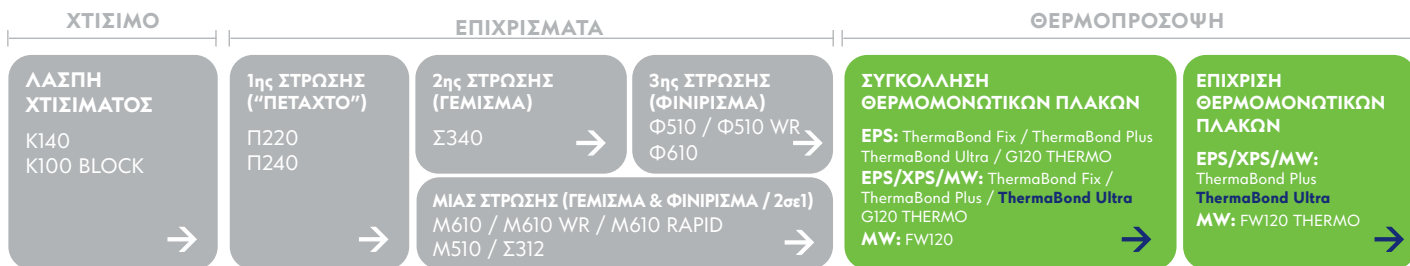 ΧΤΙΣΙΜΟ
ΕΠΙΧΡΙΣΜΑΤΑ
ΘΕΡΜΟΠΡΟΣΟΨΗ
ΛΑΣΠΗ
ΧΤΙΣΙΜΑΤΟΣ
Κ140
Κ100 BLOCK
1ης ΣΤΡΩΣΗΣ
("ΠΕΤΑΧΤΟ")
Π220
Π240
2ης ΣΤΡΩΣΗΣ
(ΓΕΜΙΣΜΑ)
Σ340
3ης ΣΤΡΩΣΗΣ
(ΦΙΝΙΡΙΣΜΑ)
Φ510 / Φ510 WR
Φ610
ΜΙΑΣ ΣΤΡΩΣΗΣ (ΓΕΜΙΣΜΑ & ΦΙΝΙΡΙΣΜΑ / 2σε1)
Μ610 / Μ610 WR / Μ610 RAPID
Μ510 / Σ312
ΣΥΓΚΟΛΛΗΣΗ
ΘΕΡΜΟΜΟΝΩΤΙΚΩΝ ΠΛΑΚΩΝ
EPS: ThermaBond Fix / ThermaBond Plus
ThermaBond Ultra / G120 THERMO
EPS/XPS/MW: ThermaBond Fix /
ThermaBond Plus / ThermaBond Ultra
G120 THERMO
MW: FW120
ΕΠΙΧΡΙΣΗ
ΘΕΡΜΟΜΟΝΩΤΙΚΩΝ
ΠΛΑΚΩΝ
EPS/XPS/MW:
ThermaBond Plus
ThermaBond Ultra
MW: FW120 THERMO